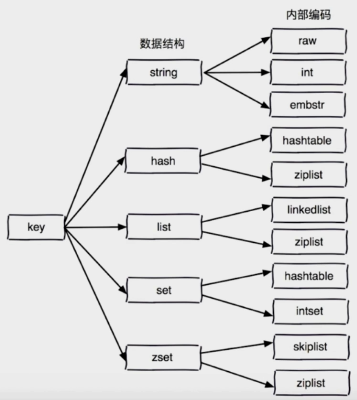 数据结构
内部编码
key
string
raw
int
embstr
hash
hashtable
ziplist
list
linkedlist
ziplist
set
hashtable
intset
zset
skiplist
ziplist